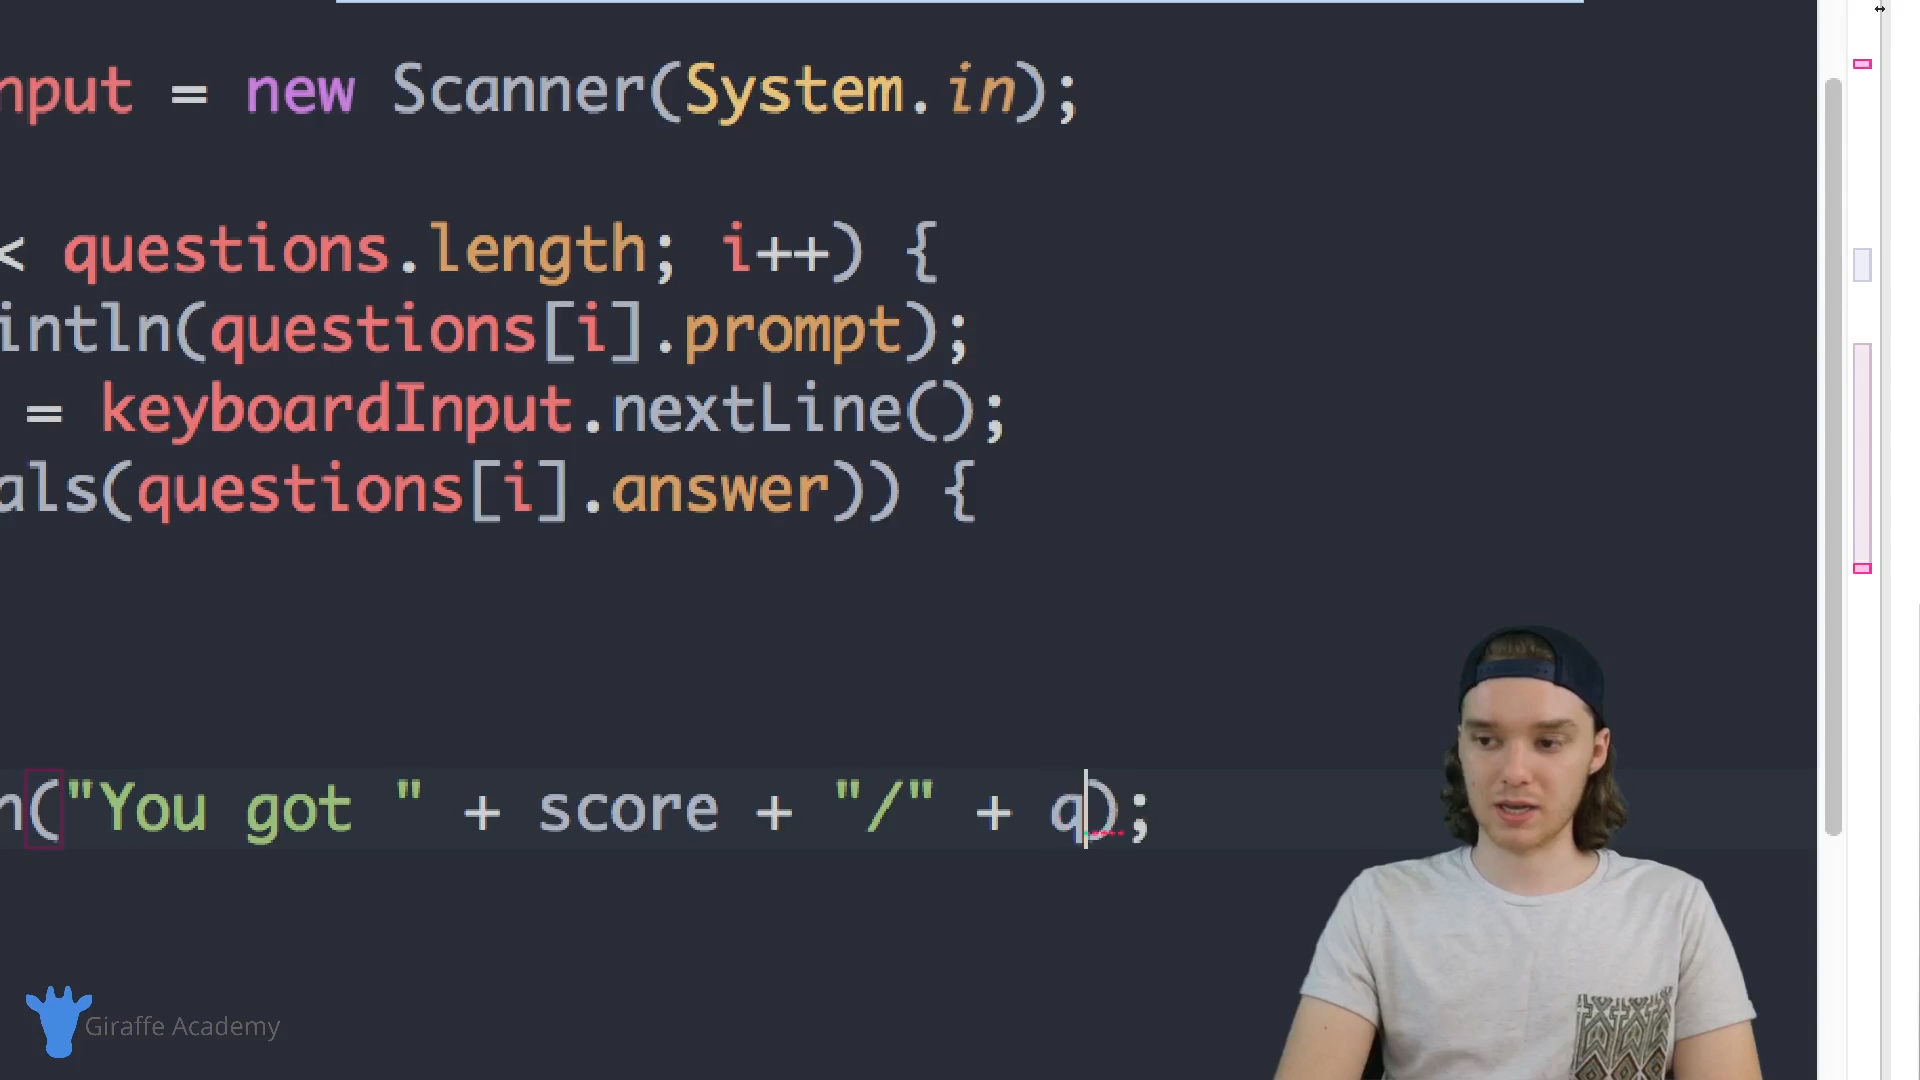 nput = new Scanner(System.in);
< questions.length; i++) {
intln(questions[i].prompt);
= keyboardInput.nextLine();
als(questions[i].answer)) {
n("You got " + score + "/" + q);
Giraffe Academy